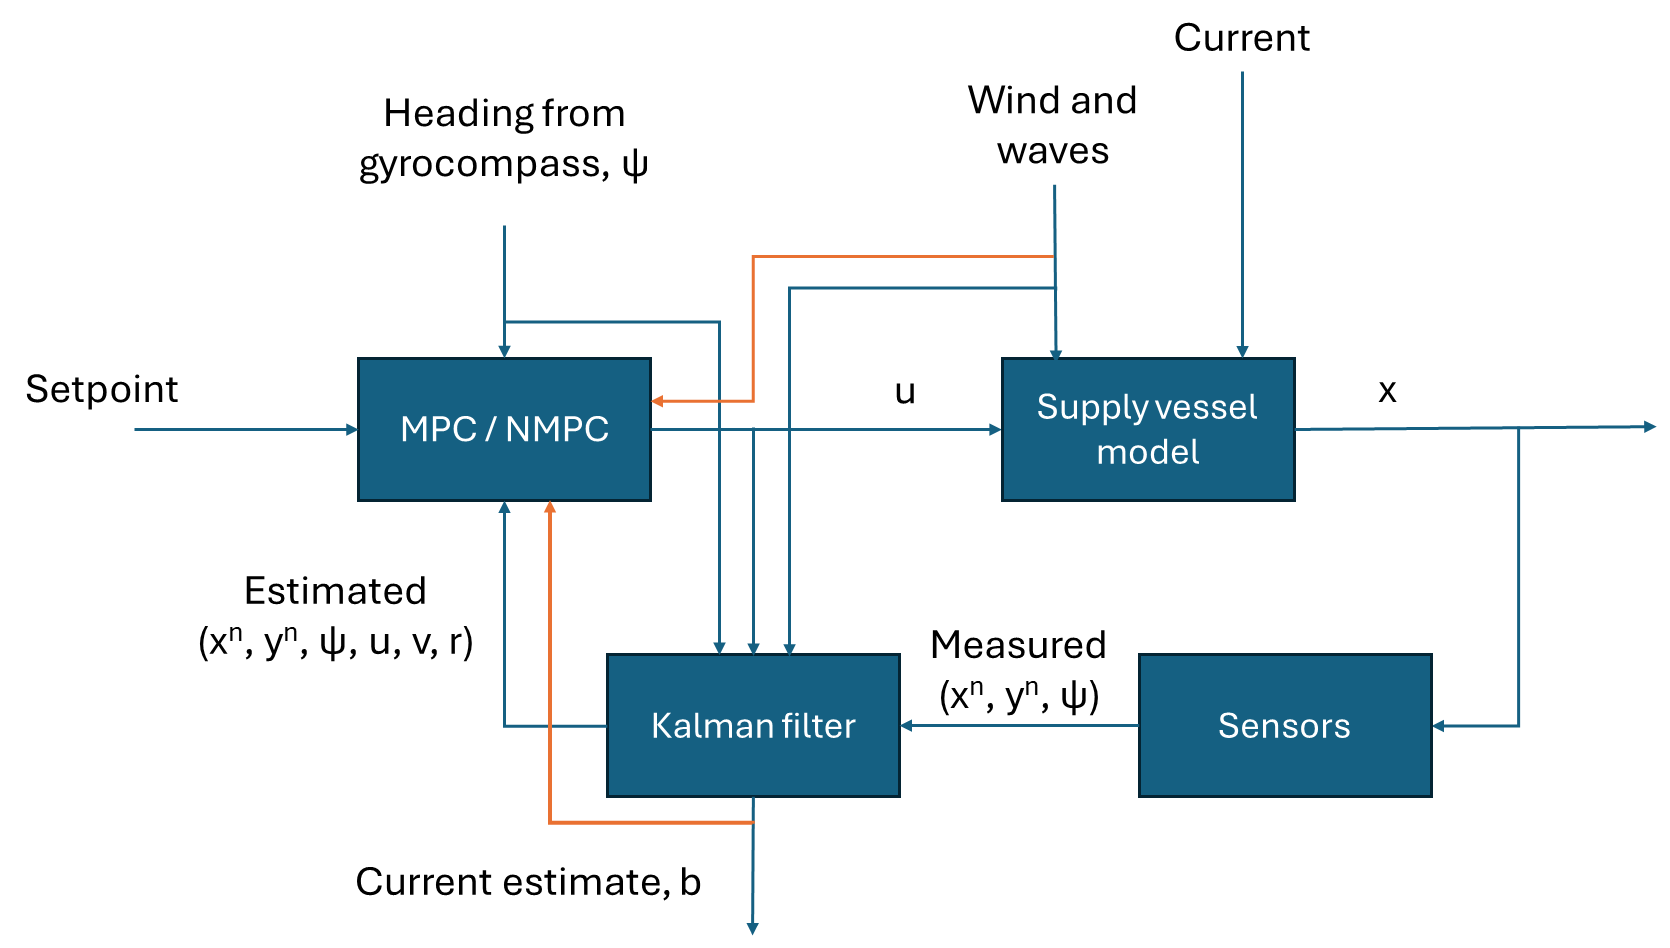 Current
Wind and
waves
Heading from
gyrocompass, ψ
Setpoint
MPC / NMPC
u
Supply vessel
model
x
Estimated
(xⁿ, yⁿ, ψ, u, v, r)
Measured
(xⁿ, yⁿ, ψ)
Kalman filter
Sensors
Current estimate, b